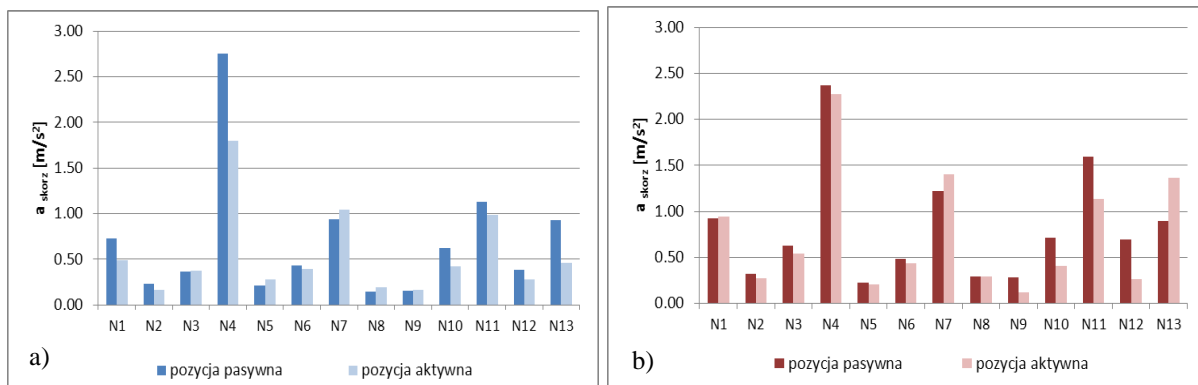 3.00
2.50
2.00
1.50
1.00
0.50
0.00
a skorz [m/s²]
N1 N2 N3 N4 N5 N6 N7 N8 N9 N10 N11 N12 N13
a)
pozycja pasywna pozycja aktywna
3.00
2.50
2.00
1.50
1.00
0.50
0.00
a skorz [m/s²]
N1 N2 N3 N4 N5 N6 N7 N8 N9 N10 N11 N12 N13
b)
pozycja pasywna pozycja aktywna